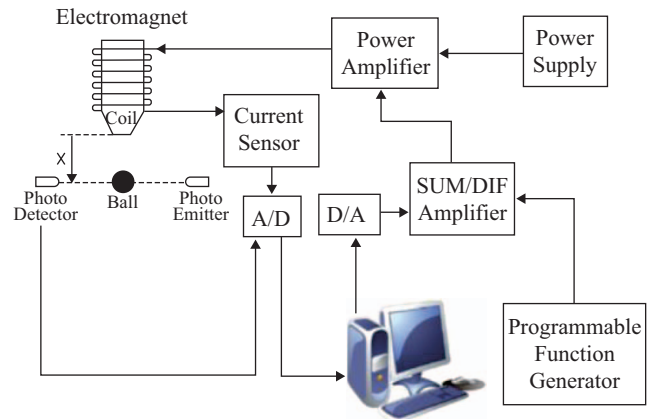 Electromagnet
Coil
X
Photo
Detector
Ball
Photo
Emitter
Current
Sensor
A/D
D/A
Power
Amplifier
Power
Supply
SUM/DIF
Amplifier
Programmable
Function
Generator